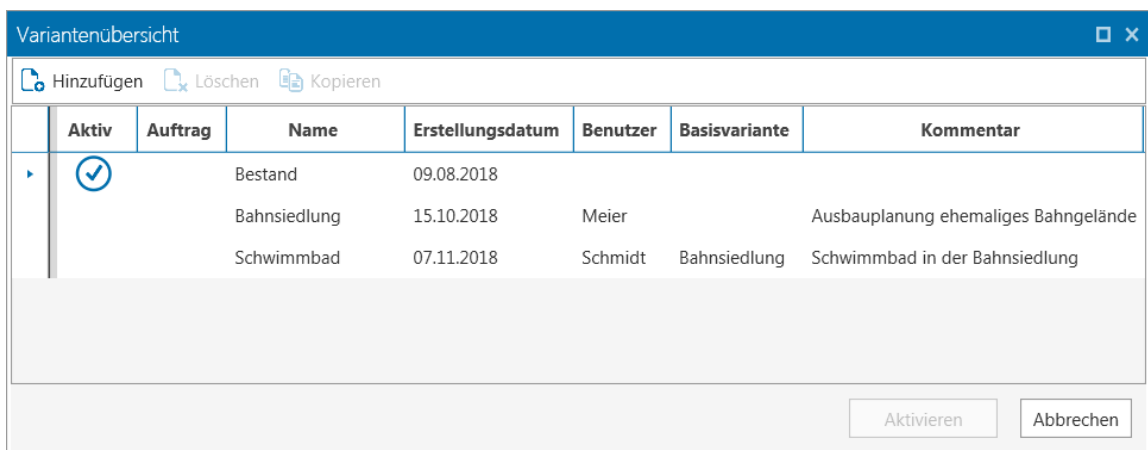 Variantenübersicht
Hinzufügen Löschen Kopieren
Aktiv Auftrag Name Erstellungsdatum Benutzer Basisvariante Kommentar
Bestand 09.08.2018
Bahnsiedlung 15.10.2018 Meier Ausbauplanung ehemaliges Bahngelände
Schwimmbad 07.11.2018 Schmidt Bahnsiedlung Schwimmbad in der Bahnsiedlung
Aktivieren Abbrechen